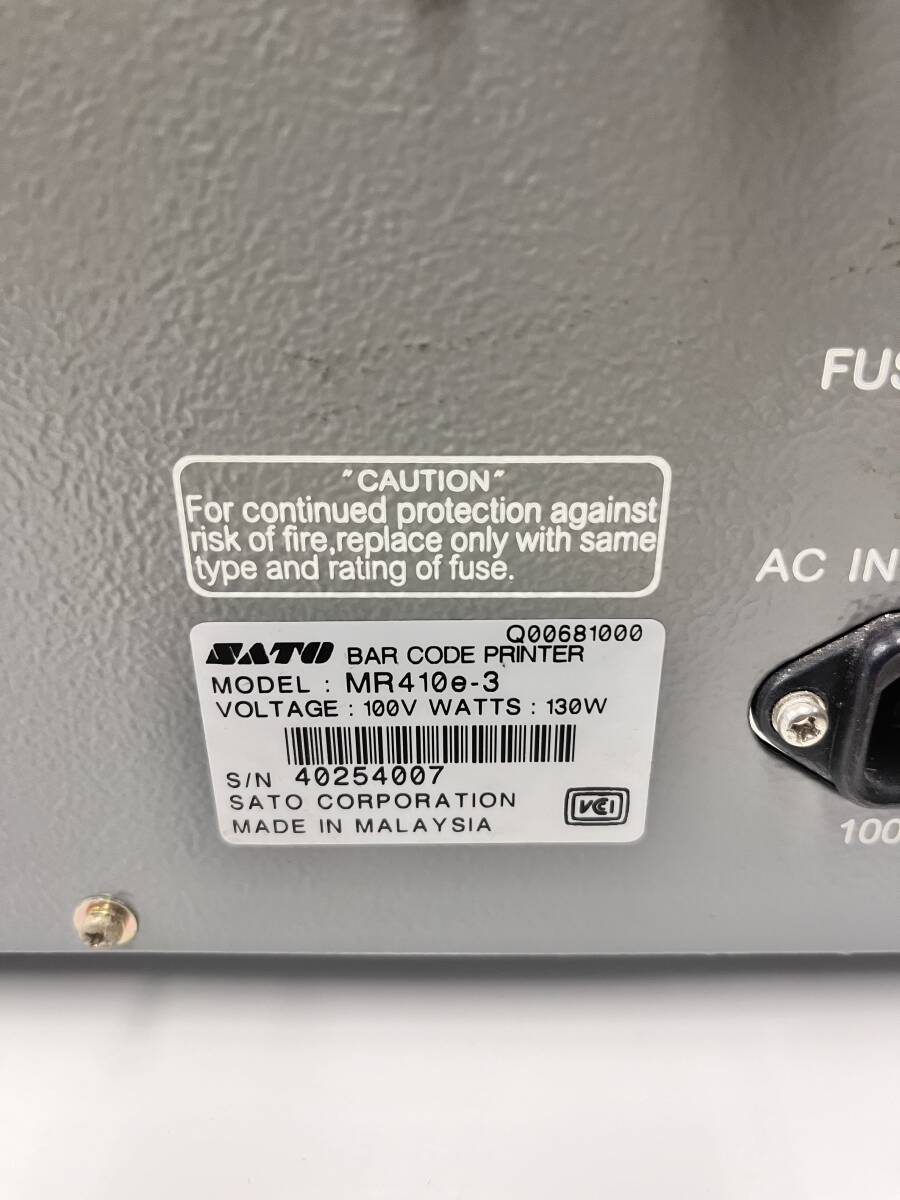 FUS
"CAUTION"
For continued protection against
risk of fire,replace only with same
type and rating of fuse.
AC IN
Q00681000
SATO BAR CODE PRINTER
MODEL : MR410e-3
VOLTAGE : 100V WATTS : 130W
S/N 40254007
SATO CORPORATION
VCCI
MADE IN MALAYSIA
100